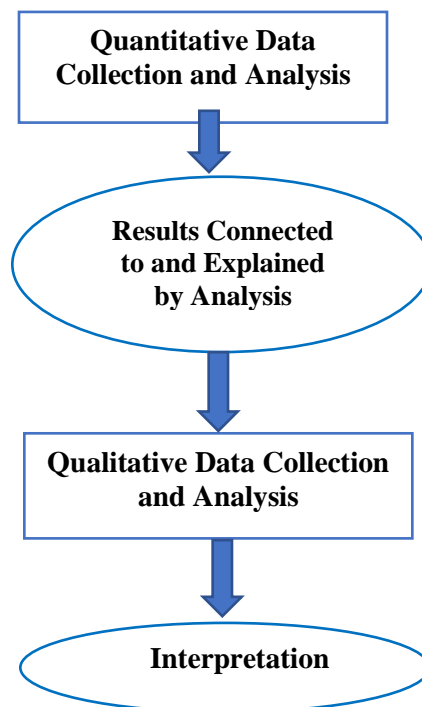 Quantitative Data
Collection and Analysis
Results Connected
to and Explained
by Analysis
Qualitative Data Collection
and Analysis
Interpretation